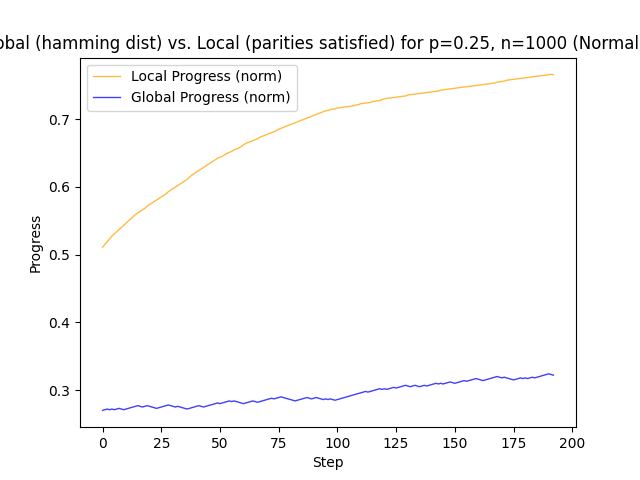 obal (hamming dist) vs. Local (parities satisfied) for p=0.25, n=1000 (Normal
Local Progress (norm)
Global Progress (norm)
Progress
0.7
0.6
0.5
0.4
0.3
0 25 50 75 100 125 150 175 200
Step